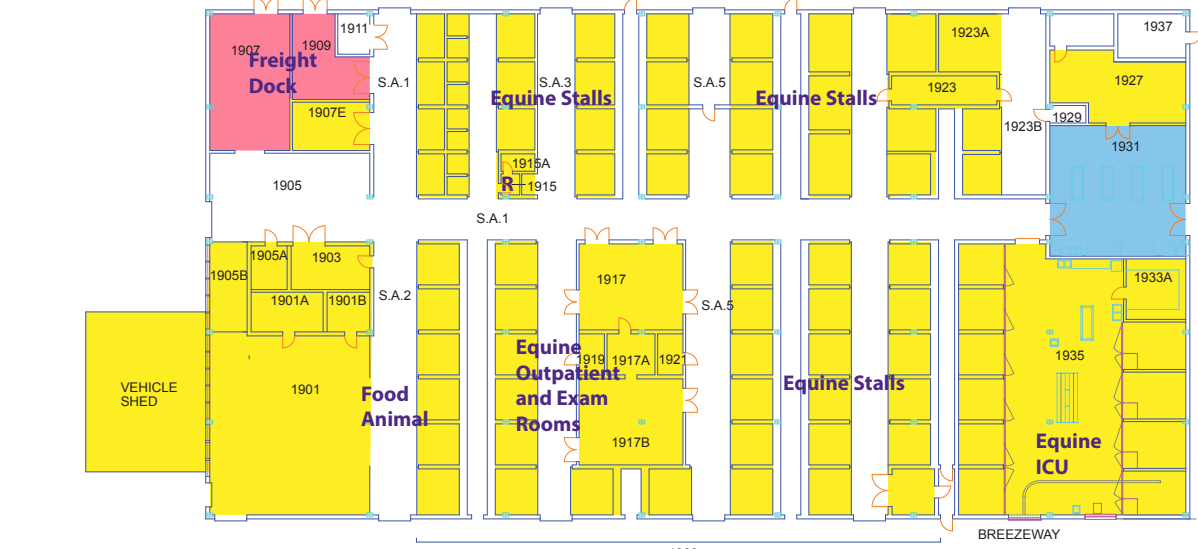 1911
1937
1907
1909
1923A
Freight
Dock
S.A.1
S.A.3
S.A.5
1927
Equine Stalls
Equine Stalls
1923
1907E
1923B
1929
1931
1915A
R
1915
1905
S.A.1
1905A
1903
1905B
1917
1933A
1901A
1901B
S.A.2
S.A.5
Equine
Outpatient
and Exam
Rooms
1919
1917A
1921
1935
VEHICLE
SHED
1901
Food
Animal
Equine Stalls
1917B
Equine
ICU
BREEZEWAY